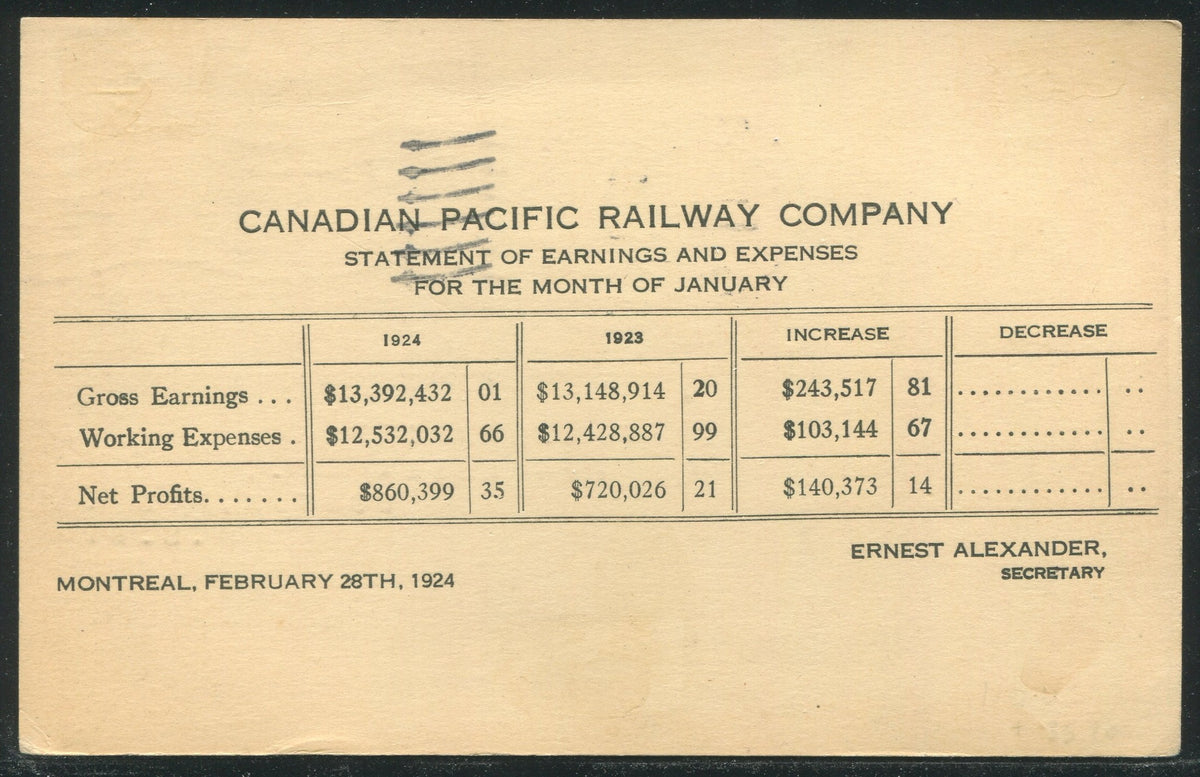 CANADIAN PACIFIC RAILWAY COMPANY
STATEMENT OF EARNINGS AND EXPENSES
FOR THE MONTH OF JANUARY
1924 1923 INCREASE DECREASE
Gross Earnings ... $13,392,432 01 $13,148,914 20 $243,517 81 ............. ..
Working Expenses . $12,532,032 66 $12,428,887 99 $103,144 67 ............. ..
Net Profits....... $860,399 35 $720,026 21 $140,373 14 ............. ..
ERNEST ALEXANDER,
SECRETARY
MONTREAL, FEBRUARY 28TH, 1924